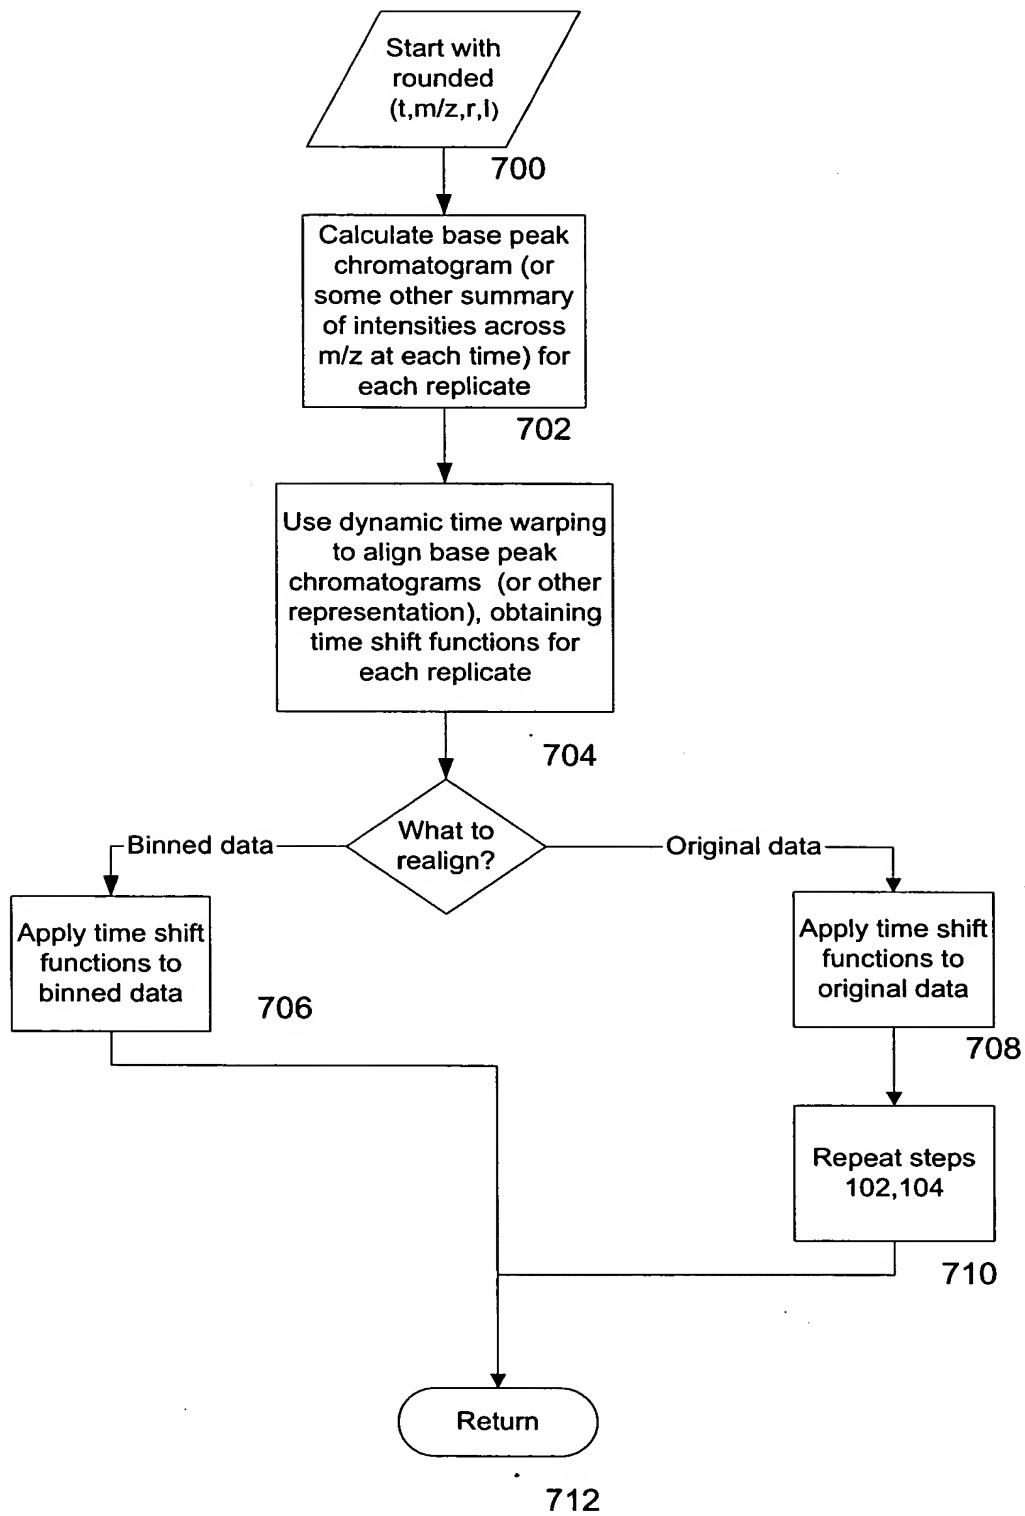 Start with
rounded
(t,m/z,r,I)
700
Calculate base peak
chromatogram (or
some other summary
of intensities across
m/z at each time) for
each replicate
702
Use dynamic time warping
to align base peak
chromatograms (or other
representation), obtaining
time shift functions for
each replicate
704
What to
realign?
Binned data
Original data
Apply time shift
functions to
binned data
706
Apply time shift
functions to
original data
708
Repeat steps
102,104
710
Return
712